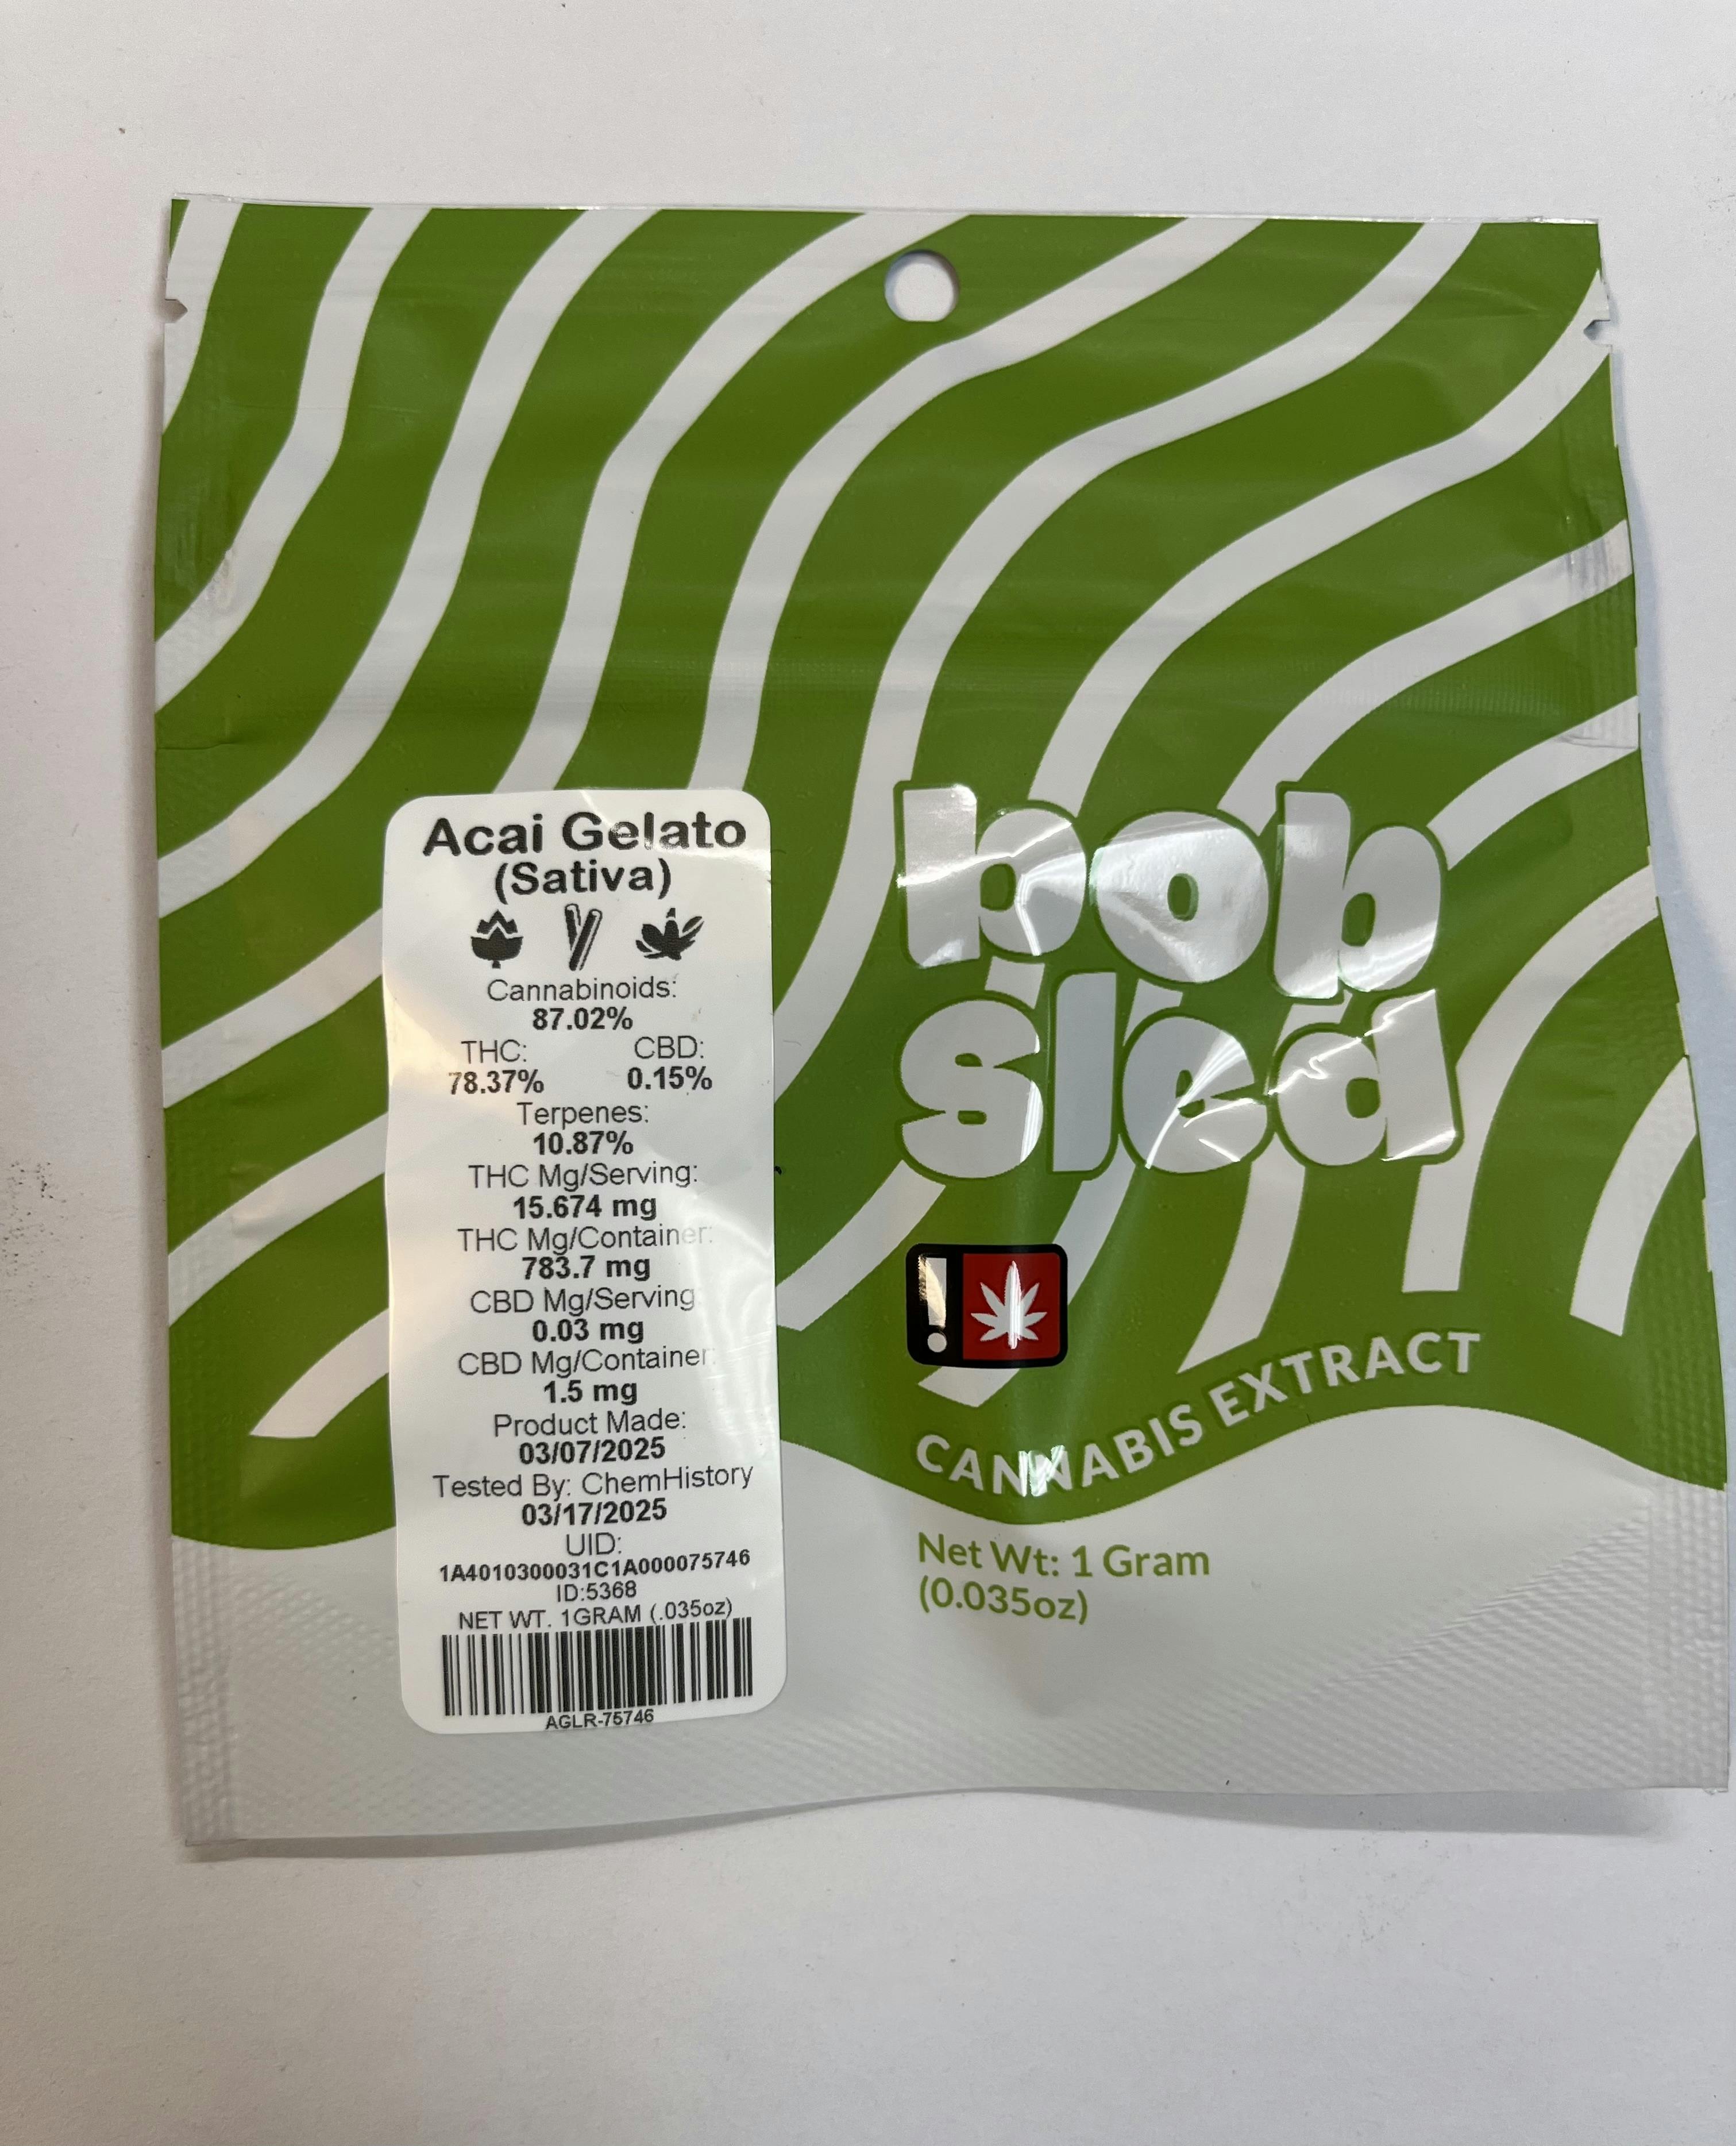 Acai Gelato
(Sativa)
Cannabinoids:
87.02%
THC: CBD:
78.37% 0.15%
Terpenes:
10.87%
THC Mg/Serving:
15.674 mg
THC Mg/Container:
783.7 mg
CBD Mg/Serving
0.03 mg
CBD Mg/Container:
1.5 mg
Product Made:
03/07/2025
Tested By: ChemHistory
03/17/2025
UID:
1A4010300031C1A000075746
ID:5368
NET WT. 1GRAM (.035oz)
AGLR-75746
bob
sled
!
CANNABIS EXTRACT
Net Wt: 1 Gram
(0.035oz)